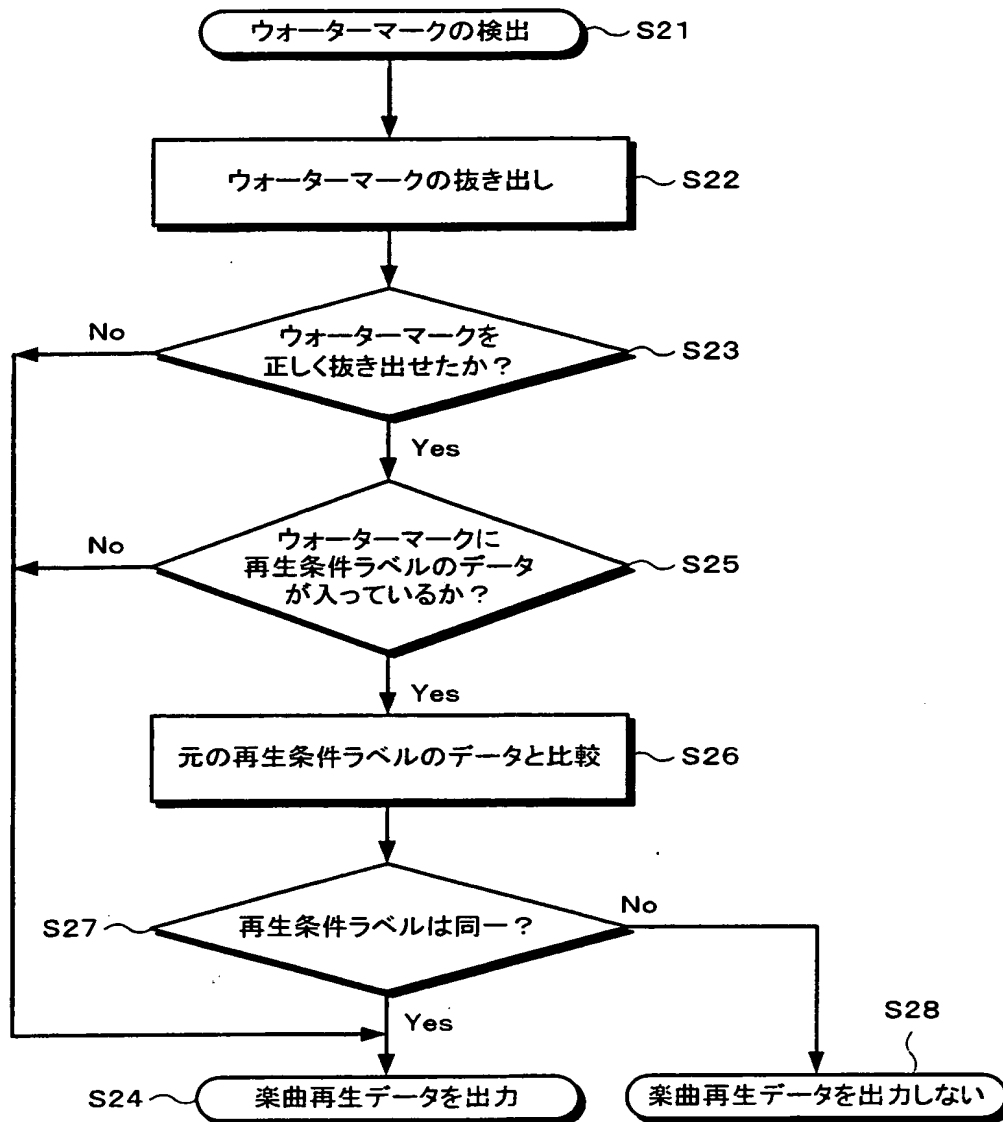 ウォーターマークの検出
S21
ウォーターマークの抜き出し
S22
No
ウォーターマークを
正しく抜き出せたか?
S23
Yes
No
ウォーターマークに
再生条件ラベルのデータ
が入っているか?
S25
Yes
元の再生条件ラベルのデータと比較
S26
S27
再生条件ラベルは同一?
No
Yes
S28
S24
楽曲再生データを出力
楽曲再生データを出力しない